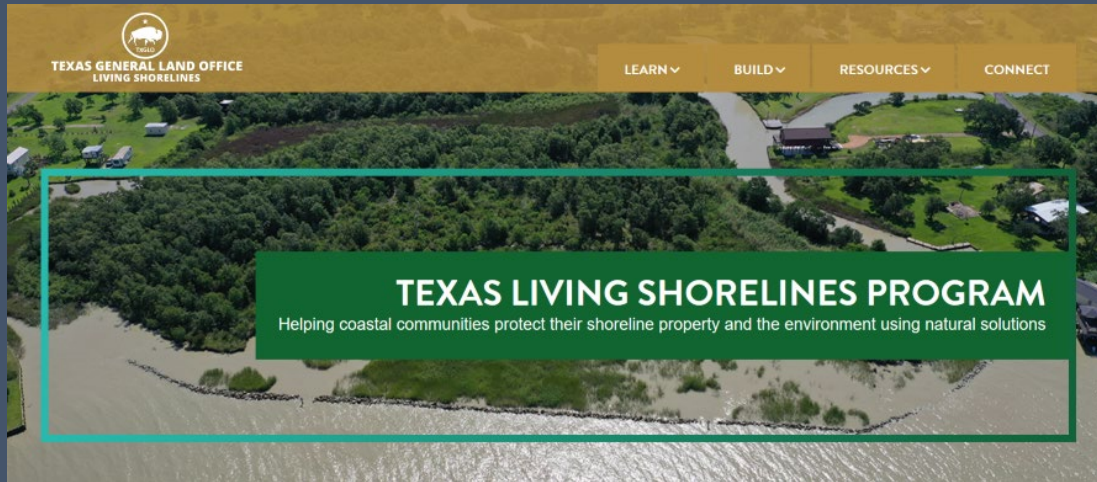 TXGLO
TEXAS GENERAL LAND OFFICE
LIVING SHORELINES
LEARN
BUILD
RESOURCES
CONNECT
TEXAS LIVING SHORELINES PROGRAM
Helping coastal communities protect their shoreline property and the environment using natural solutions